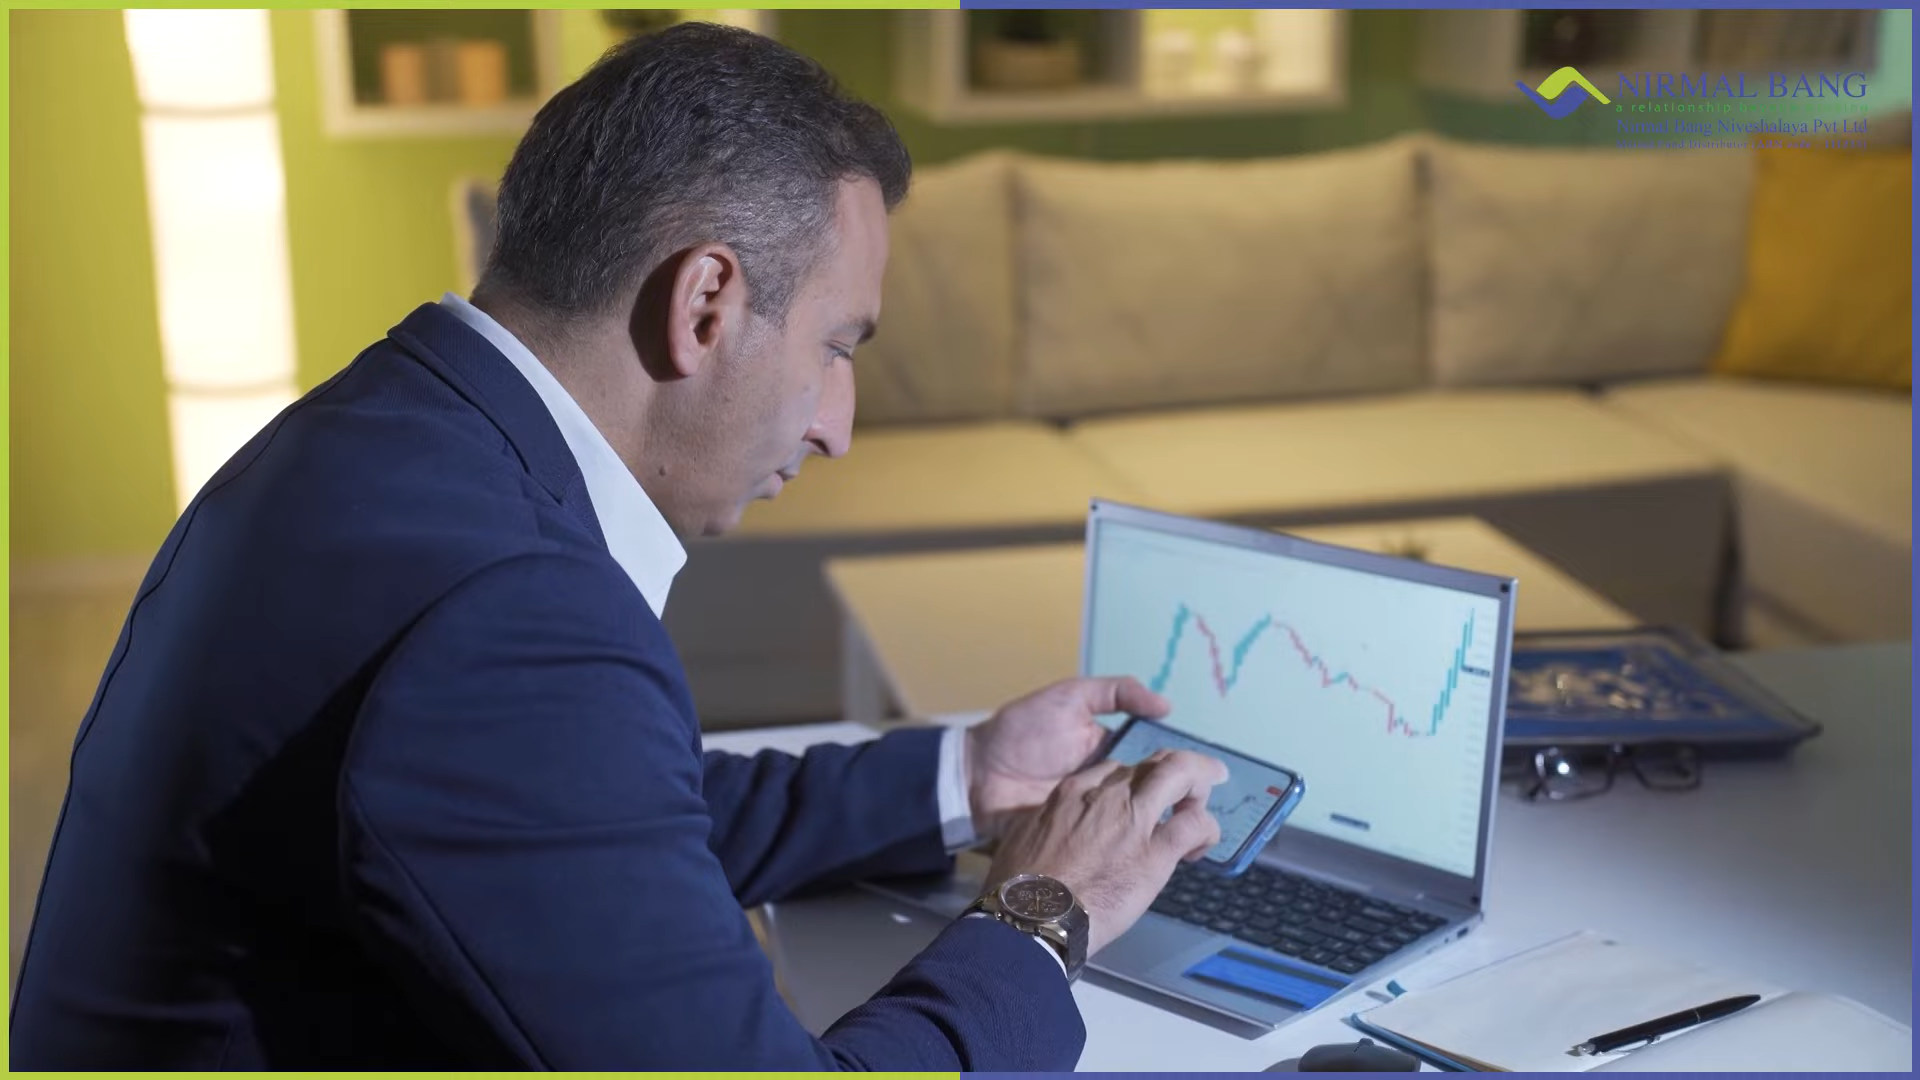 NIRMAL BANG
a relationship beyond broking
Nirmal Bang Niveshalaya Pvt Ltd